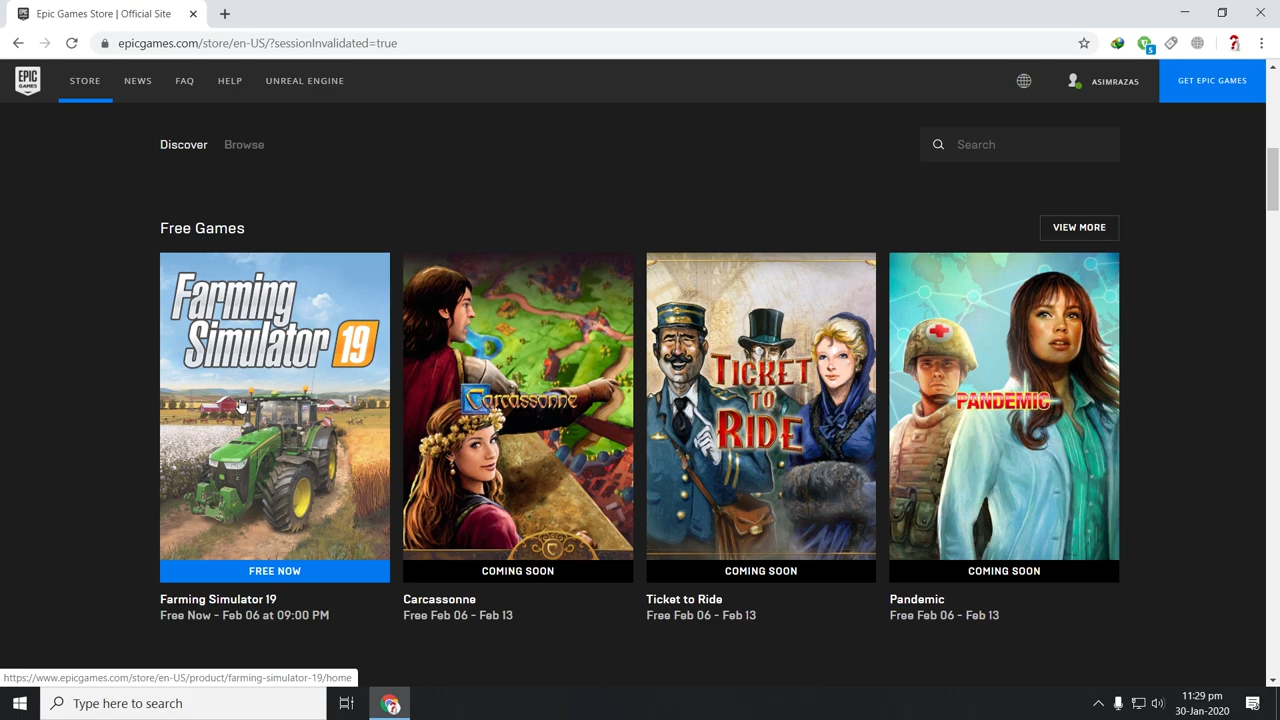 Epic Games Store | Official Site
epicgames.com/store/en-US/?sessionInvalidated=true
5
EPIC
GAMES
STORE
NEWS
FAQ
HELP
UNREAL ENGINE
ASIMRAZA5
GET EPIC GAMES
Discover
Browse
Search
Free Games
VIEW MORE
Farming
Simulator 19
Carcassonne
TICKET
TO
RIDE
PANDEMIC
FREE NOW
COMING SOON
COMING SOON
COMING SOON
Farming Simulator 19
Free Now - Feb 06 at 09:00 PM
Carcassonne
Free Feb 06 - Feb 13
Ticket to Ride
Free Feb 06 - Feb 13
Pandemic
Free Feb 06 - Feb 13
https://www.epicgames.com/store/en-US/product/farming-simulator-19/home
Type here to search
11:29 pm
30-Jan-2020